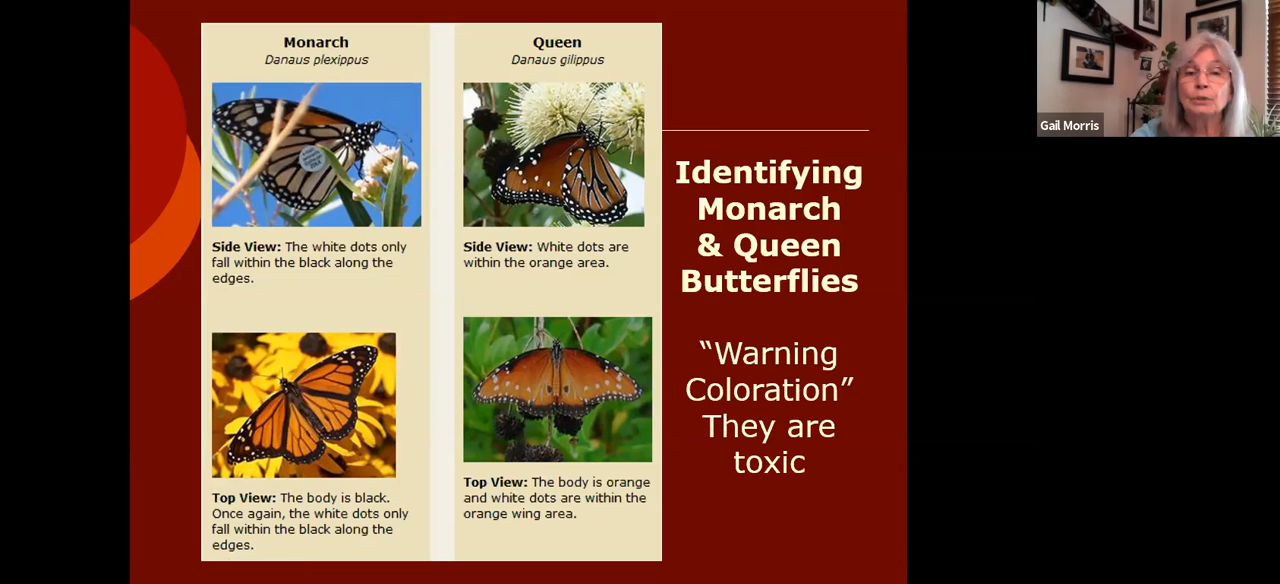 Monarch
Danaus plexippus
Side View: The white dots only
fall within the black along the
edges.
Top View: The body is black.
Once again, the white dots only
fall within the black along the
edges.
Queen
Danaus gilippus
Side View: White dots are
within the orange area.
Top View: The body is orange
and white dots are within the
orange wing area.
Identifying
Monarch
& Queen
Butterflies
“Warning
Coloration”
They are
toxic
Gail Morris